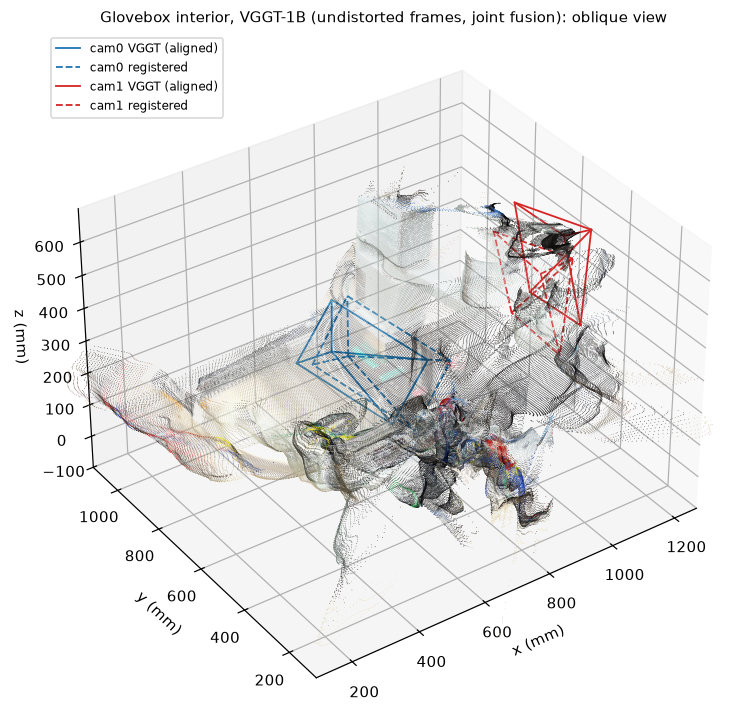 Glovebox interior, VGGT-1B (undistorted frames, joint fusion): oblique view
cam0 VGGT (aligned)
cam0 registered
cam1 VGGT (aligned)
cam1 registered
600
500
400
300
200
100
0
−100
z (mm)
1000
800
600
400
200
y (mm)
200
400
600
800
1000
1200
x (mm)